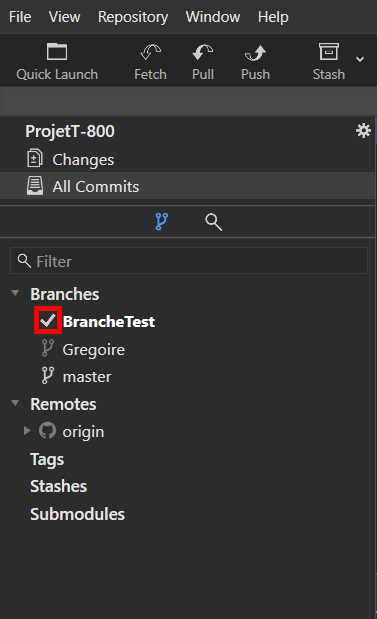 File View Repository Window Help
Quick Launch Fetch Pull Push Stash
ProjetT-800
Changes
All Commits
Filter
Branches
BrancheTest
Gregoire
master
Remotes
origin
Tags
Stashes
Submodules